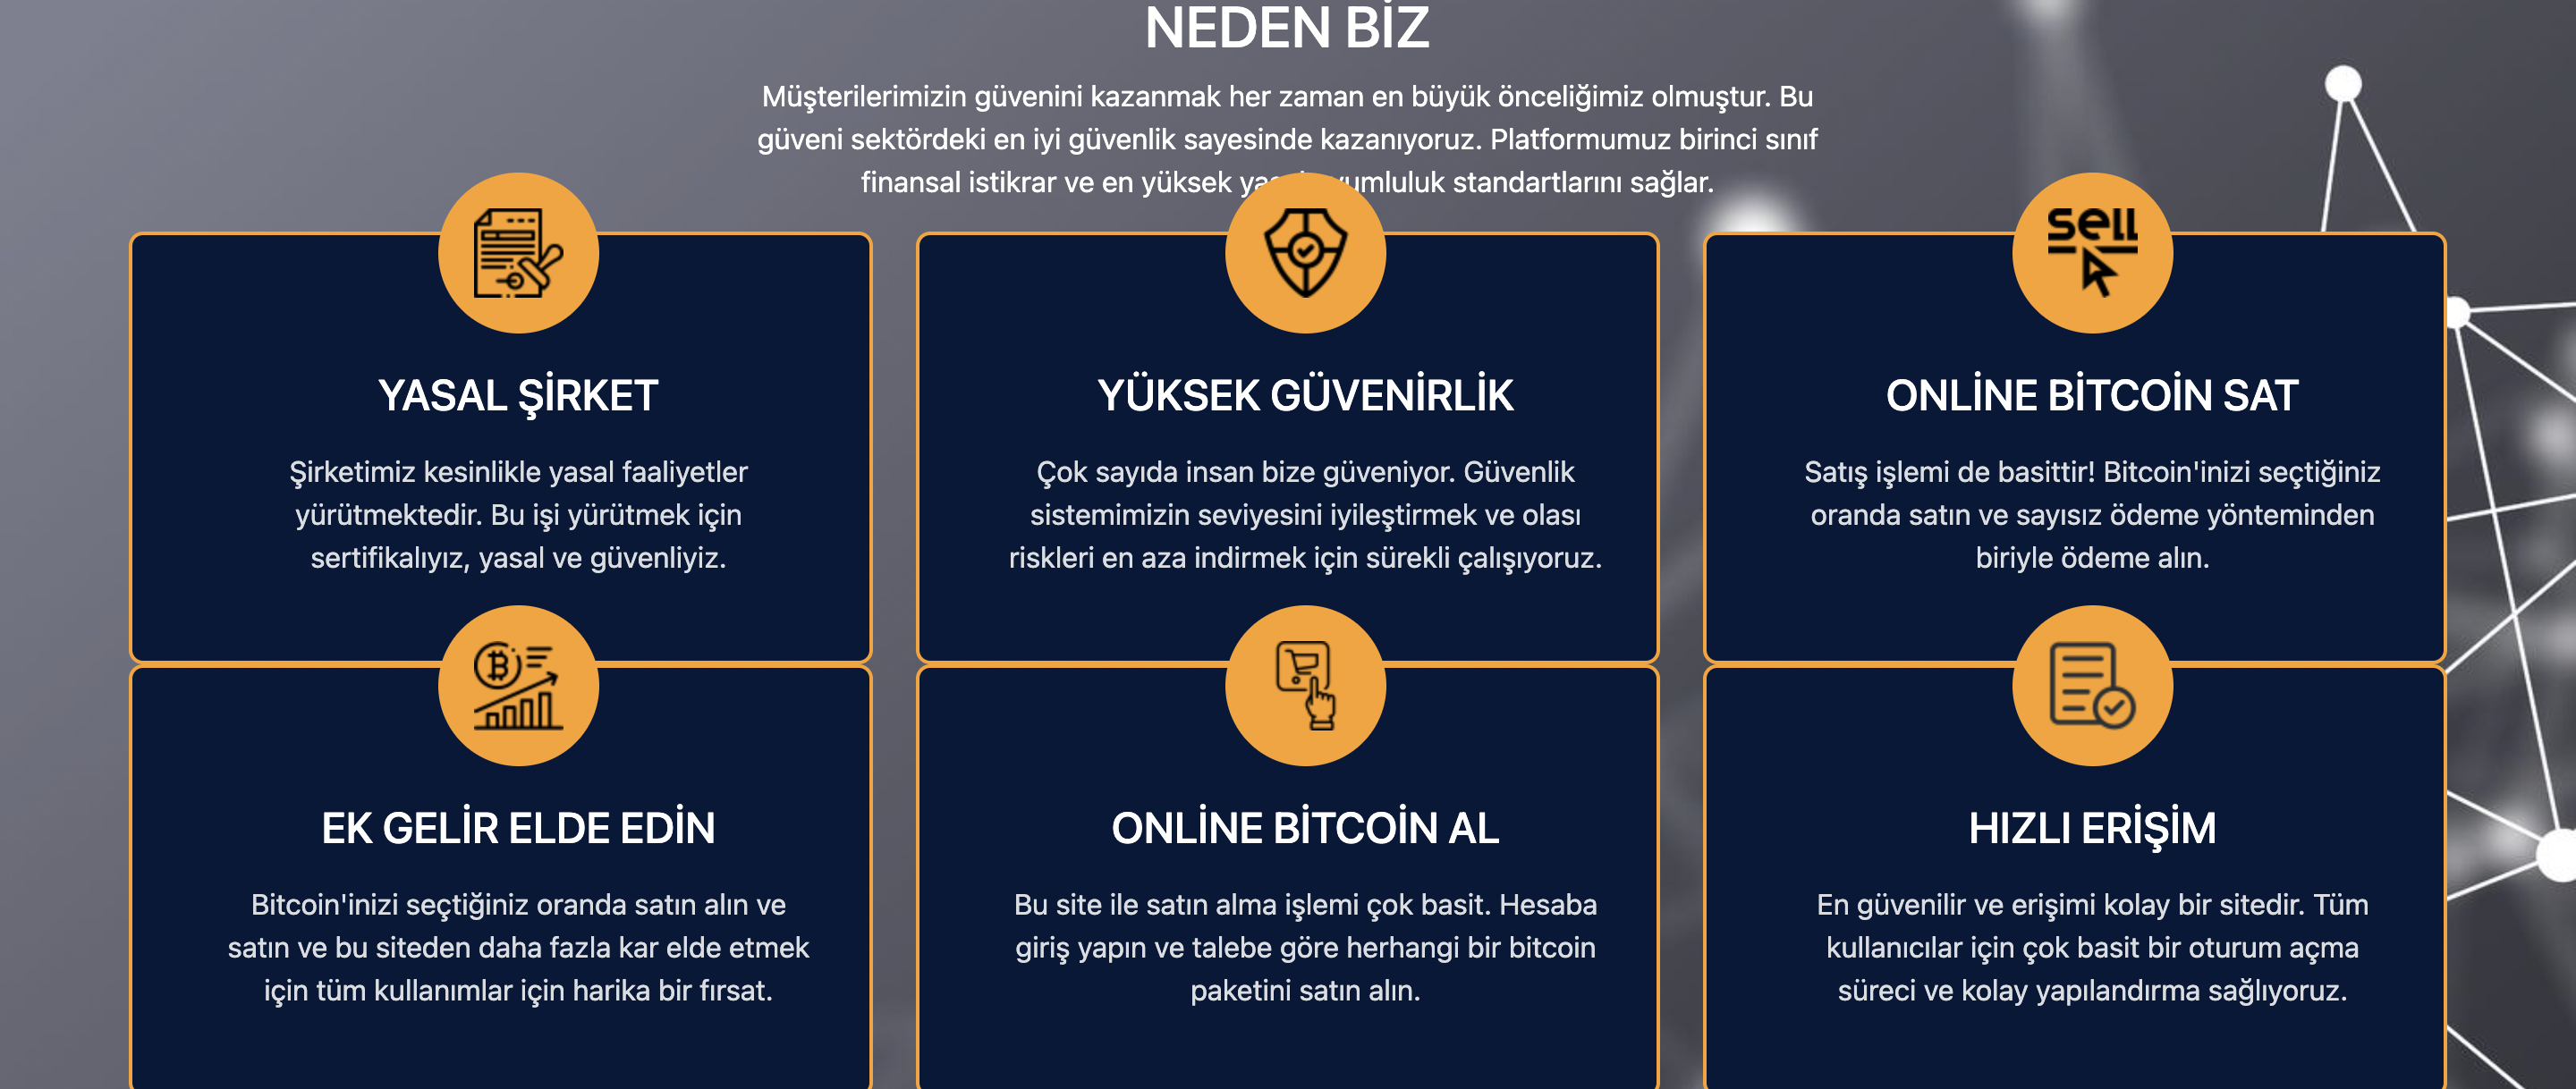 NEDEN BİZ
Müşterilerimizin güvenini kazanmak her zaman en büyük önceliğimiz olmuştur. Bu
güveni sektördeki en iyi güvenlik sayesinde kazanıyoruz. Platformumuz birinci sınıf
finansal istikrar ve en yüksek standartlarını sağlar.
sell
YASAL ŞİRKET
Şirketimiz kesinlikle yasal faaliyetler
yürütmektedir. Bu işi yürütmek için
sertifikalıyız, yasal ve güvenliyiz.
YÜKSEK GÜVENİRLİK
Çok sayıda insan bize güveniyor. Güvenlik
sistemimizin seviyesini iyileştirmek ve olası
riskleri en aza indirmek için sürekli çalışıyoruz.
ONLİNE BİTCOİN SAT
Satış işlemi de basittir! Bitcoin'inizi seçtiğiniz
oranda satın ve sayısız ödeme yönteminden
biriyle ödeme alın.
EK GELİR ELDE EDİN
Bitcoin'inizi seçtiğiniz oranda satın alın ve
satın ve bu siteden daha fazla kar elde etmek
için tüm kullanımlar için harika bir fırsat.
ONLİNE BİTCOİN AL
Bu site ile satın alma işlemi çok basit. Hesaba
giriş yapın ve talebe göre herhangi bir bitcoin
paketini satın alın.
HIZLI ERİŞİM
En güvenilir ve erişimi kolay bir sitedir. Tüm
kullanıcılar için çok basit bir oturum açma
süreci ve kolay yapılandırma sağlıyoruz.